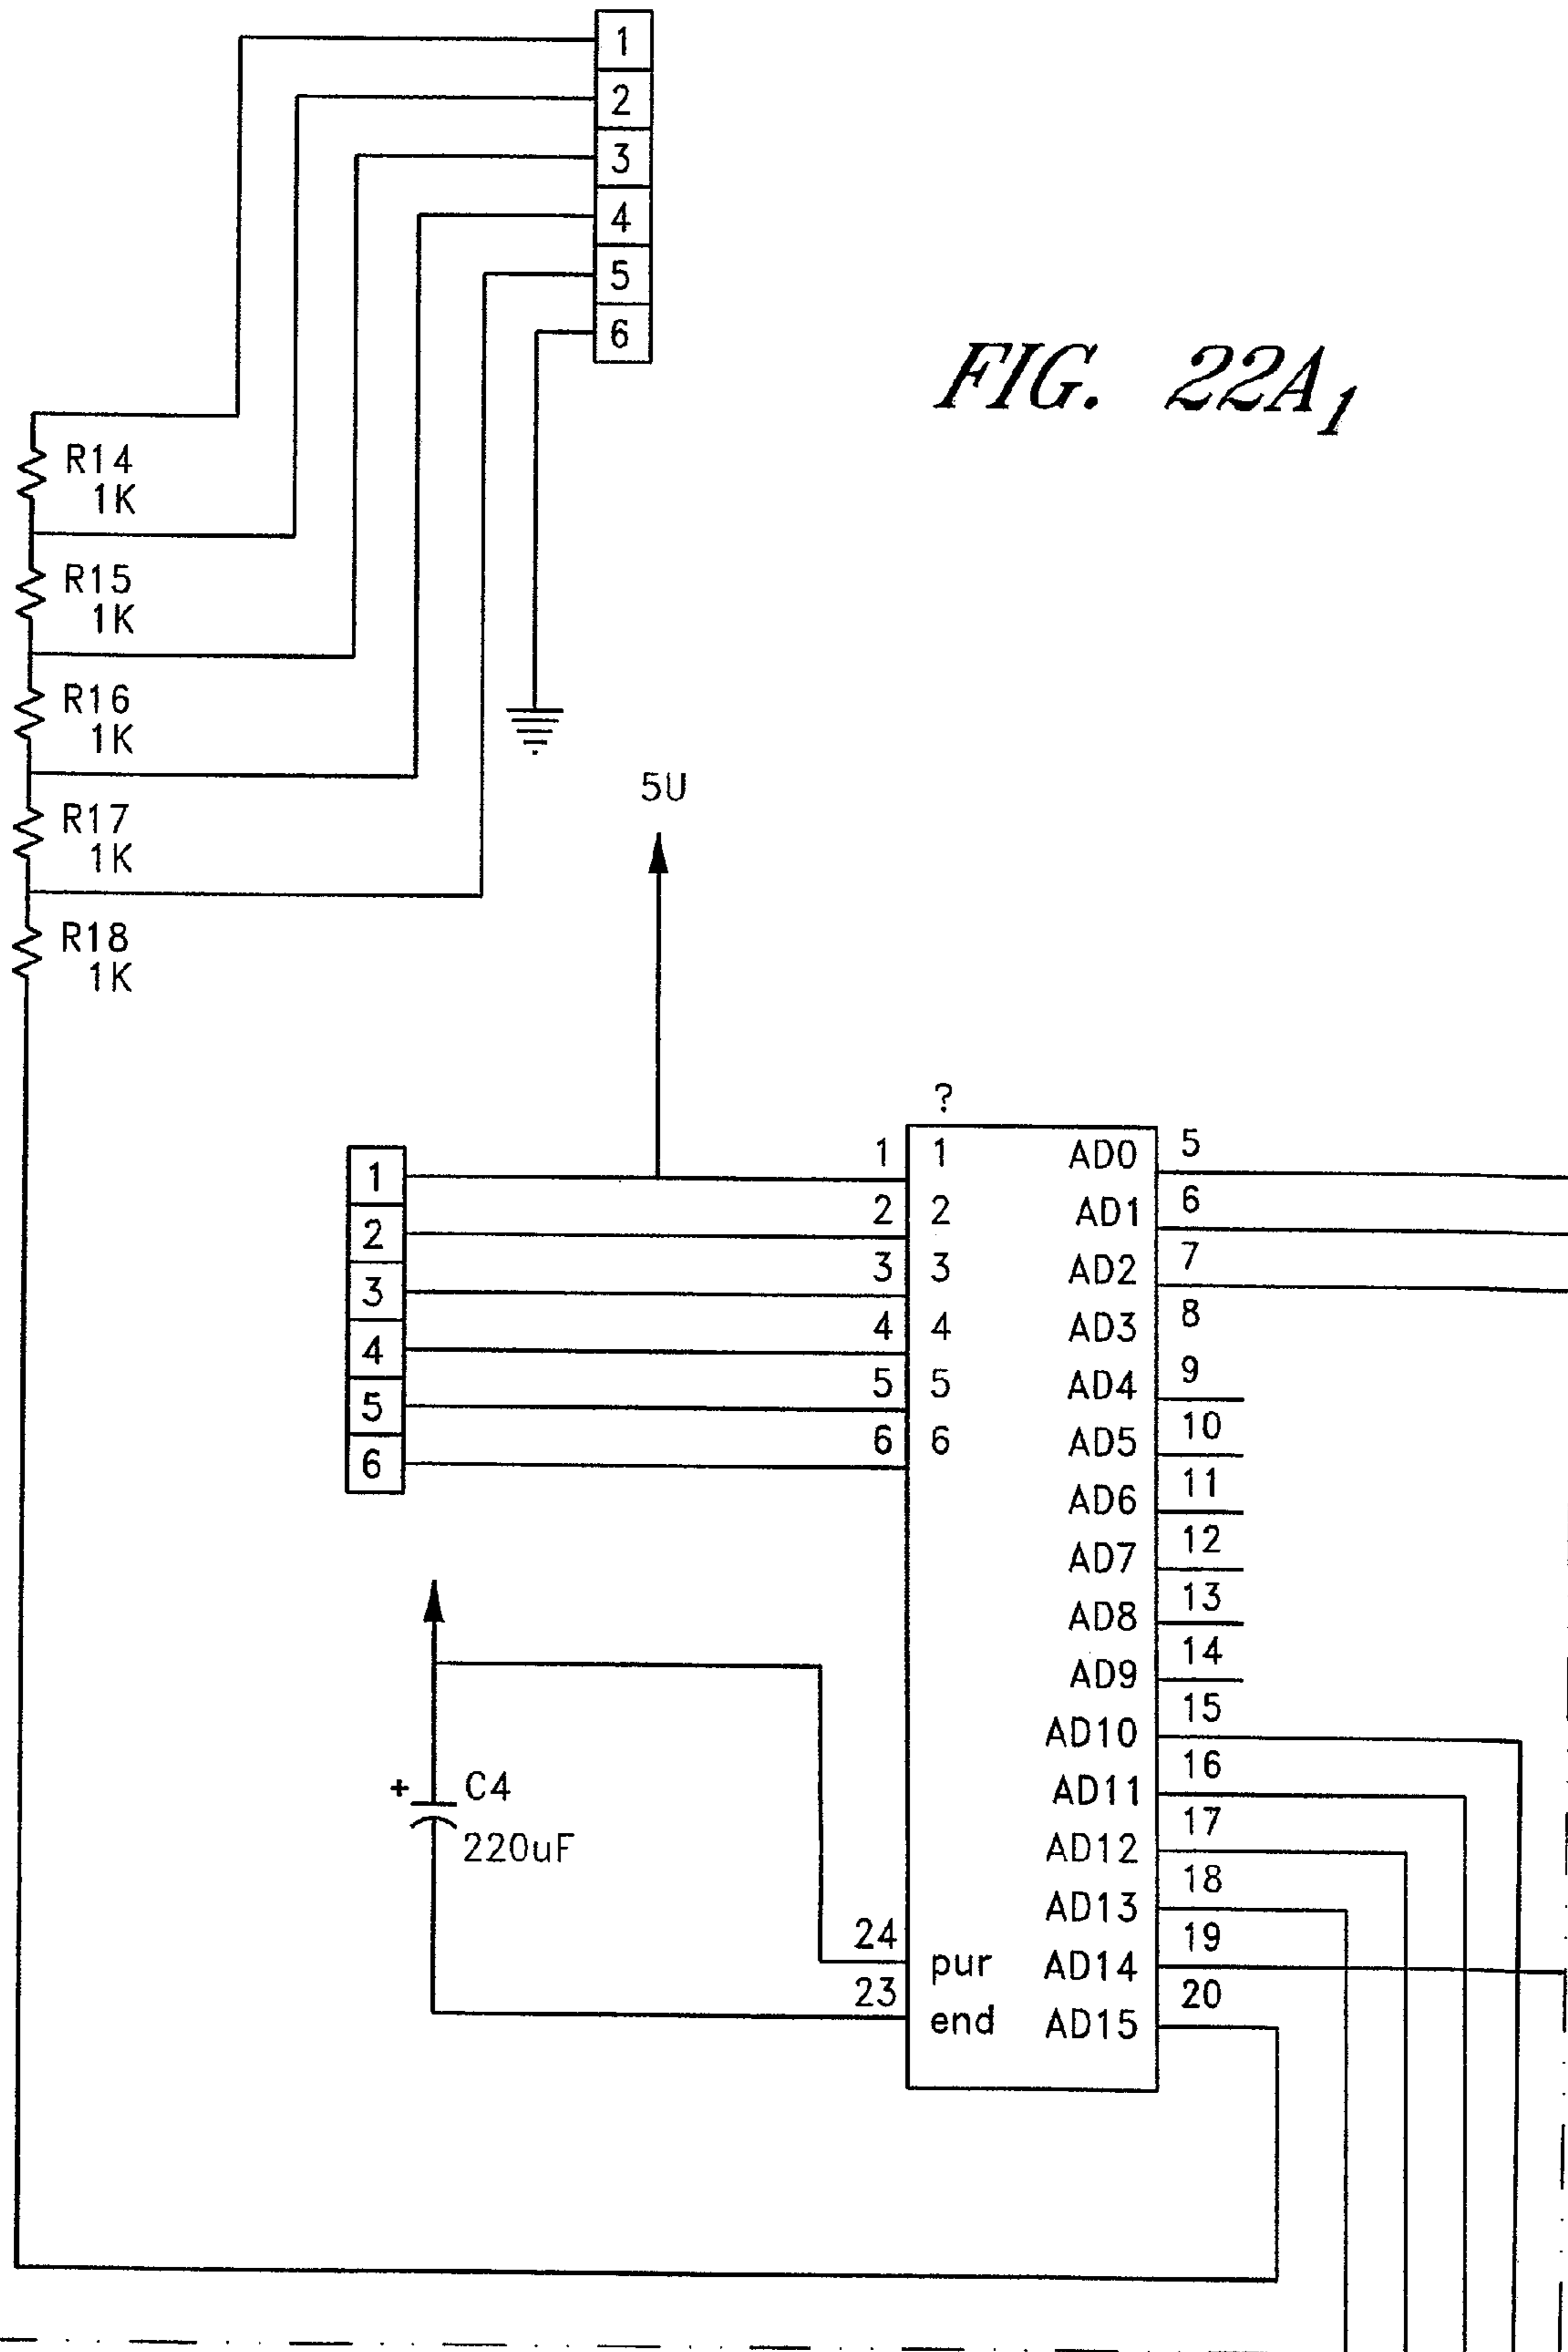 1
2
3
4
5
6
FIG. 22A1
R14
1K
R15
1K
R16
1K
R17
1K
R18
1K
5U
?
1
2
3
4
5
6
1 1 AD0 5
2 2 AD1 6
3 3 AD2 7
4 4 AD3 8
5 5 AD4 9
6 6 AD5 10
AD6 11
AD7 12
AD8 13
AD9 14
AD10 15
AD11 16
AD12 17
AD13 18
24 pur AD14 19
23 end AD15 20
+ C4
220uF